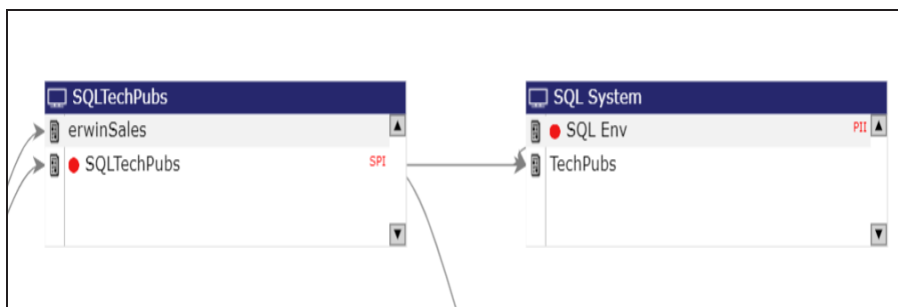 SQLTechPubs
erwinSales
SQLTechPubs SPI
SQL System
SQL Env PII
TechPubs